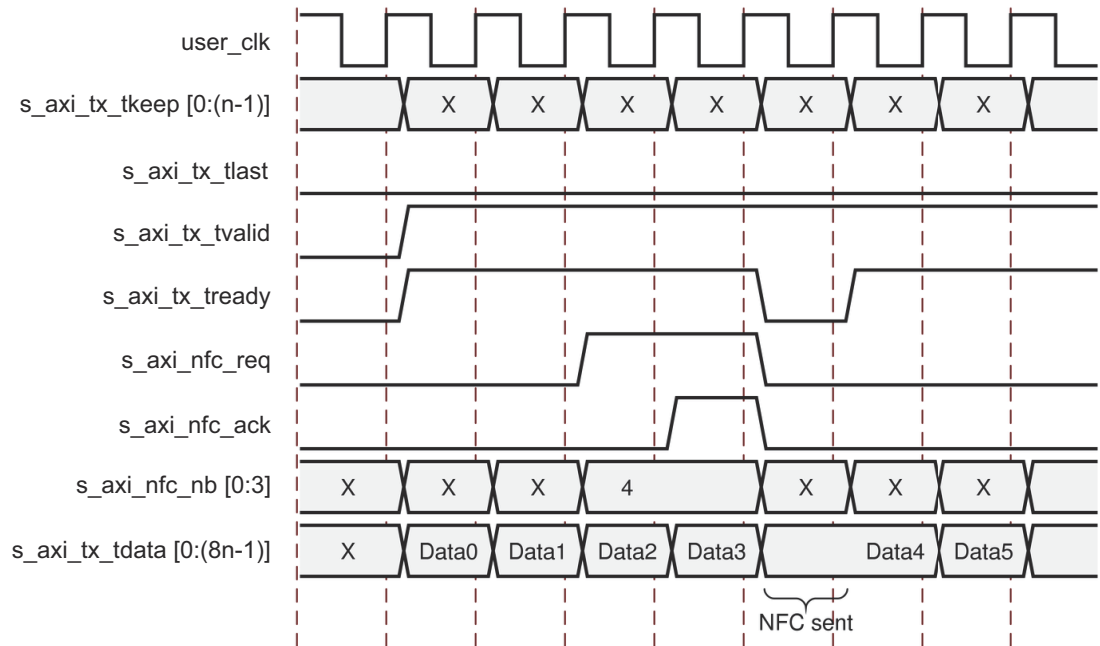 user_clk
s_axi_tx_tkeep [0:(n-1)] X X X X X X X
s_axi_tx_tlast
s_axi_tx_tvalid
s_axi_tx_tready
s_axi_nfc_req
s_axi_nfc_ack
s_axi_nfc_nb [0:3] X X X 4 X X X
s_axi_tx_tdata [0:(8n-1)] X Data0 Data1 Data2 Data3 Data4 Data5
NFC sent